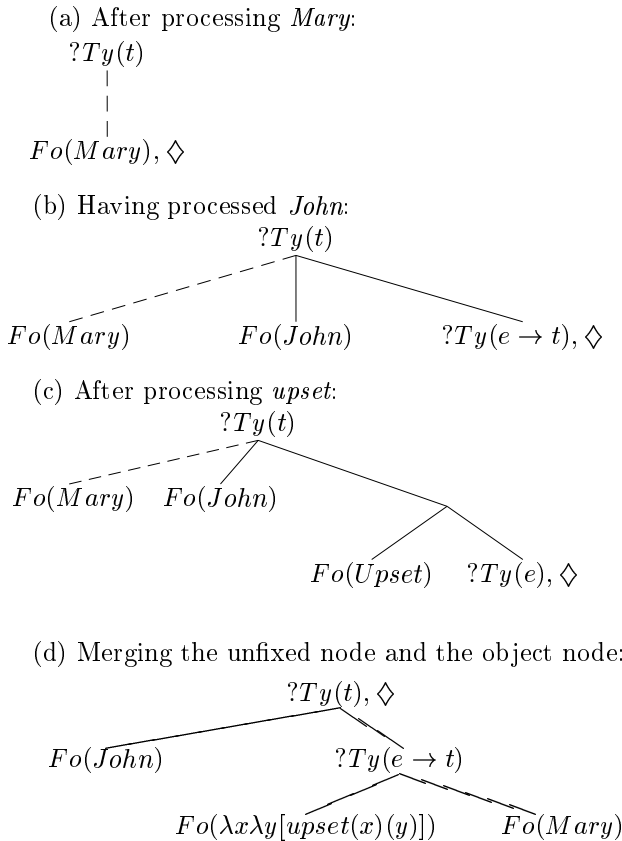 (a) After processing Mary:
?Ty(t)
Fo(Mary), ◇
(b) Having processed John:
?Ty(t)
Fo(Mary) Fo(John) ?Ty(e → t), ◇
(c) After processing upset:
?Ty(t)
Fo(Mary) Fo(John)
Fo(Upset) ?Ty(e), ◇
(d) Merging the unfixed node and the object node:
?Ty(t), ◇
Fo(John) ?Ty(e → t)
Fo(λxλy[upset(x)(y)]) Fo(Mary)